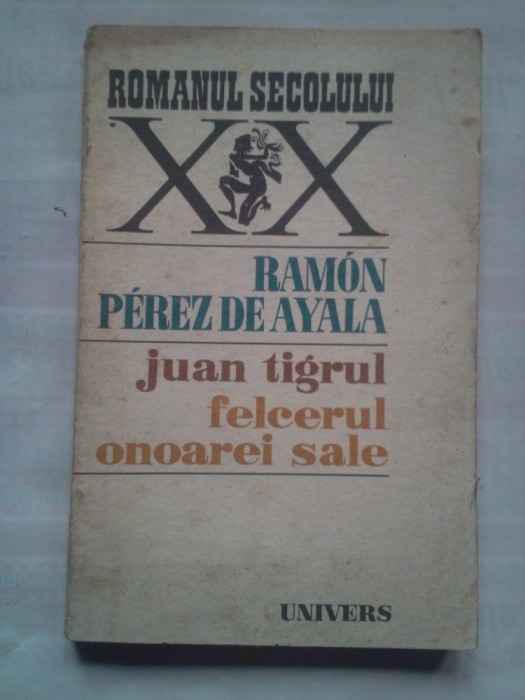 ROMANUL SECOLULUI
XX
RAMÓN
PÉREZ DE AYALA
juan tigrul
felcerul
onoarei sale
UNIVERS